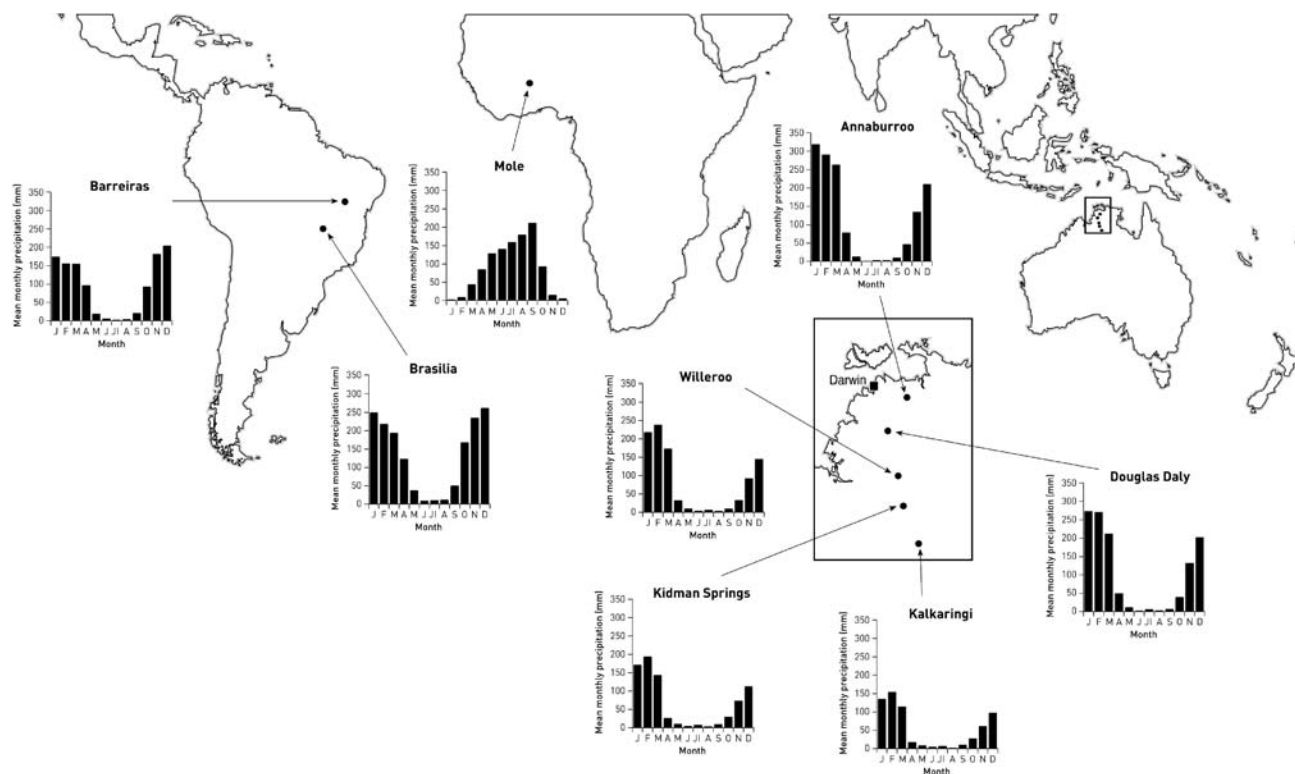 Barreiras
Mean monthly precipitation (mm)
350
300
250
200
150
100
50
0
J F M A M J Jl A S O N D
Month
Mole
Mean monthly precipitation (mm)
350
300
250
200
150
100
50
0
J F M A M J Jl A S O N D
Month
Annaburroo
Mean monthly precipitation (mm)
350
300
250
200
150
100
50
0
J F M A M J Jl A S O N D
Month
Brasilia
Mean monthly precipitation (mm)
350
300
250
200
150
100
50
0
J F M A M J Jl A S O N D
Month
Willeroo
Mean monthly precipitation (mm)
350
300
250
200
150
100
50
0
J F M A M J Jl A S O N D
Month
Darwin
Douglas Daly
Mean monthly precipitation (mm)
350
300
250
200
150
100
50
0
J F M A M J Jl A S O N D
Month
Kidman Springs
Mean monthly precipitation (mm)
350
300
250
200
150
100
50
0
J F M A M J Jl A S O N D
Month
Kalkaringi
Mean monthly precipitation (mm)
350
300
250
200
150
100
50
0
J F M A M J Jl A S O N D
Month